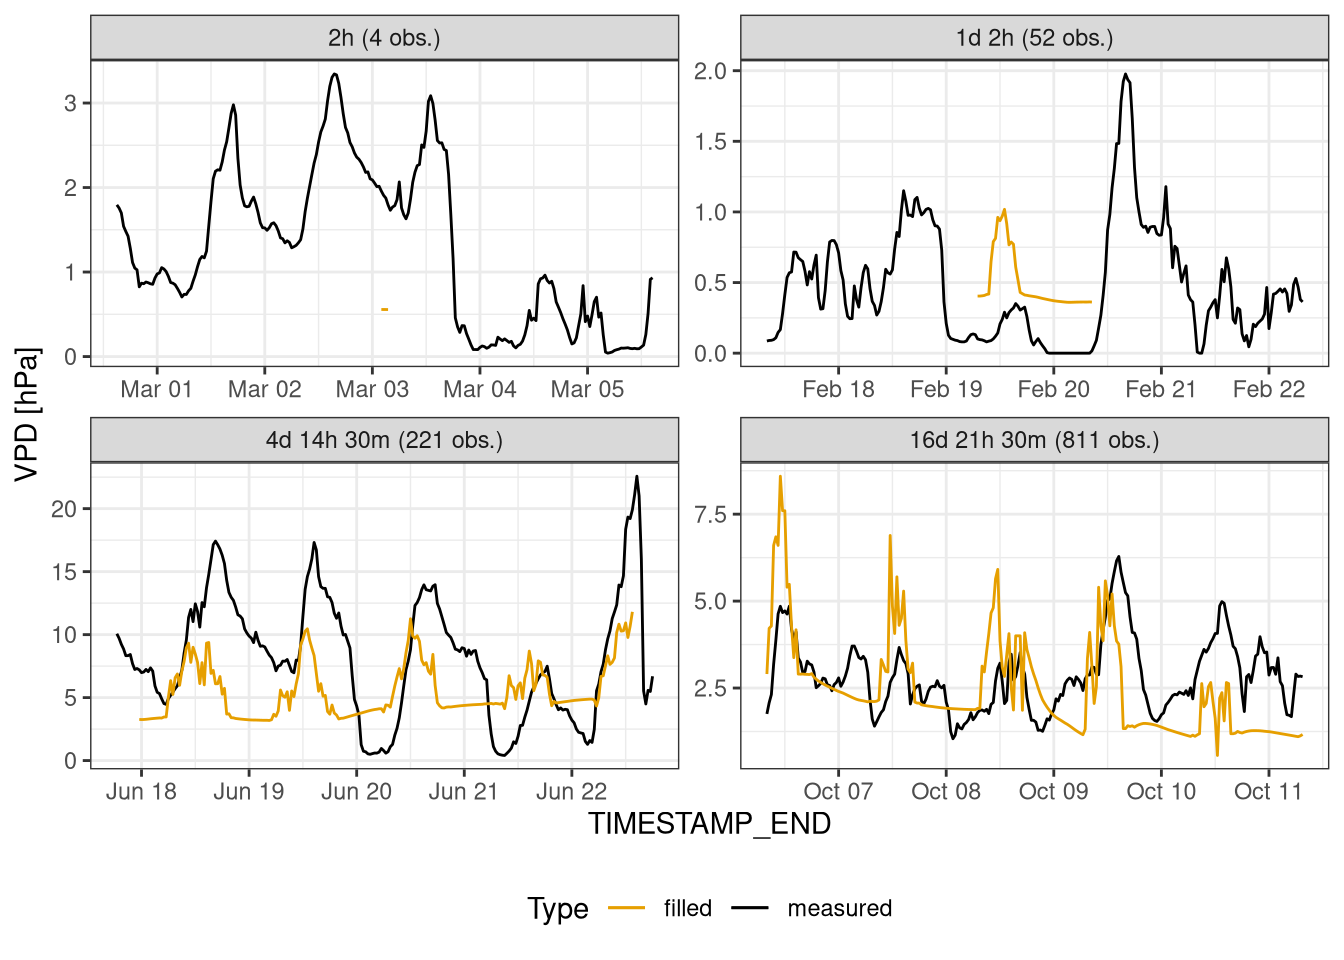 2h (4 obs.)
1d 2h (52 obs.)
3
2
1
0
2.0
1.5
1.0
0.5
0.0
Mar 01 Mar 02 Mar 03 Mar 04 Mar 05
Feb 18 Feb 19 Feb 20 Feb 21 Feb 22
VPD [hPa]
4d 14h 30m (221 obs.)
16d 21h 30m (811 obs.)
20
15
10
5
0
7.5
5.0
2.5
Jun 18 Jun 19 Jun 20 Jun 21 Jun 22
Oct 07 Oct 08 Oct 09 Oct 10 Oct 11
TIMESTAMP_END
Type filled measured